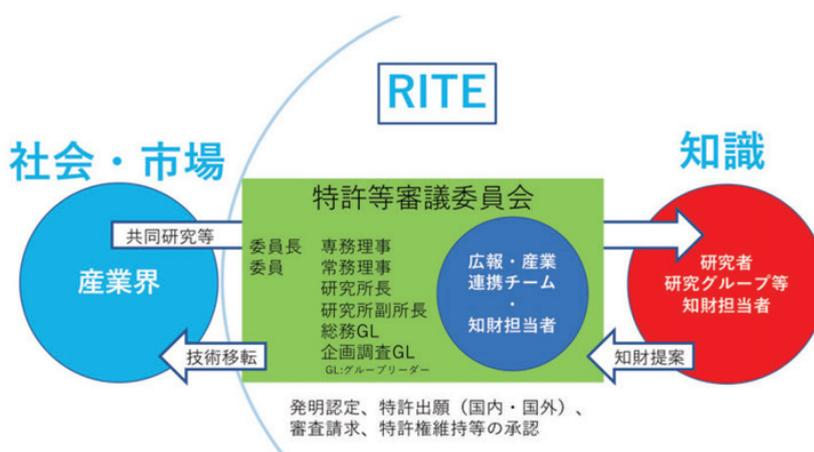 RITE
社会・市場
知識
特許等審議委員会
共同研究等
産業界
技術移転
委員長 専務理事
委員 常務理事
研究所長
研究所副所長
総務GL
企画調査GL
GL:グループリーダー
広報・産業
連携チーム
・
知財担当者
研究者
研究グループ等
知財担当者
知財提案
発明認定、特許出願（国内・国外）、
審査請求、特許権維持等の承認